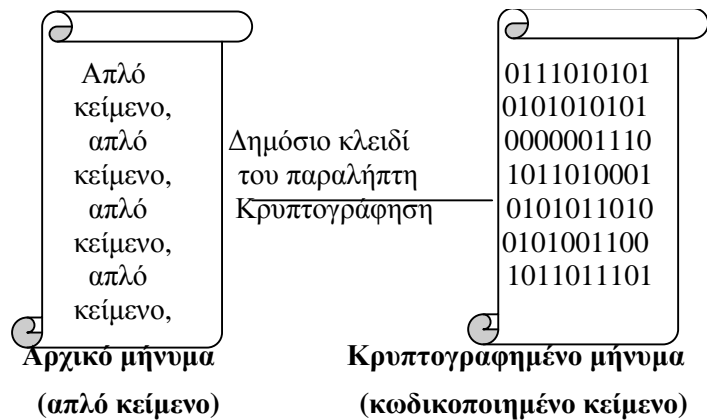 Απλό
κείμενο,
απλό
κείμενο,
απλό
κείμενο,
απλό
κείμενο,
Δημόσιο κλειδί
του παραλήπτη
Κρυπτογράφηση
0111010101
0101010101
0000001110
1011010001
0101011010
0101001100
1011011101
Αρχικό μήνυμα
(απλό κείμενο)
Κρυπτογραφημένο μήνυμα
(κωδικοποιημένο κείμενο)